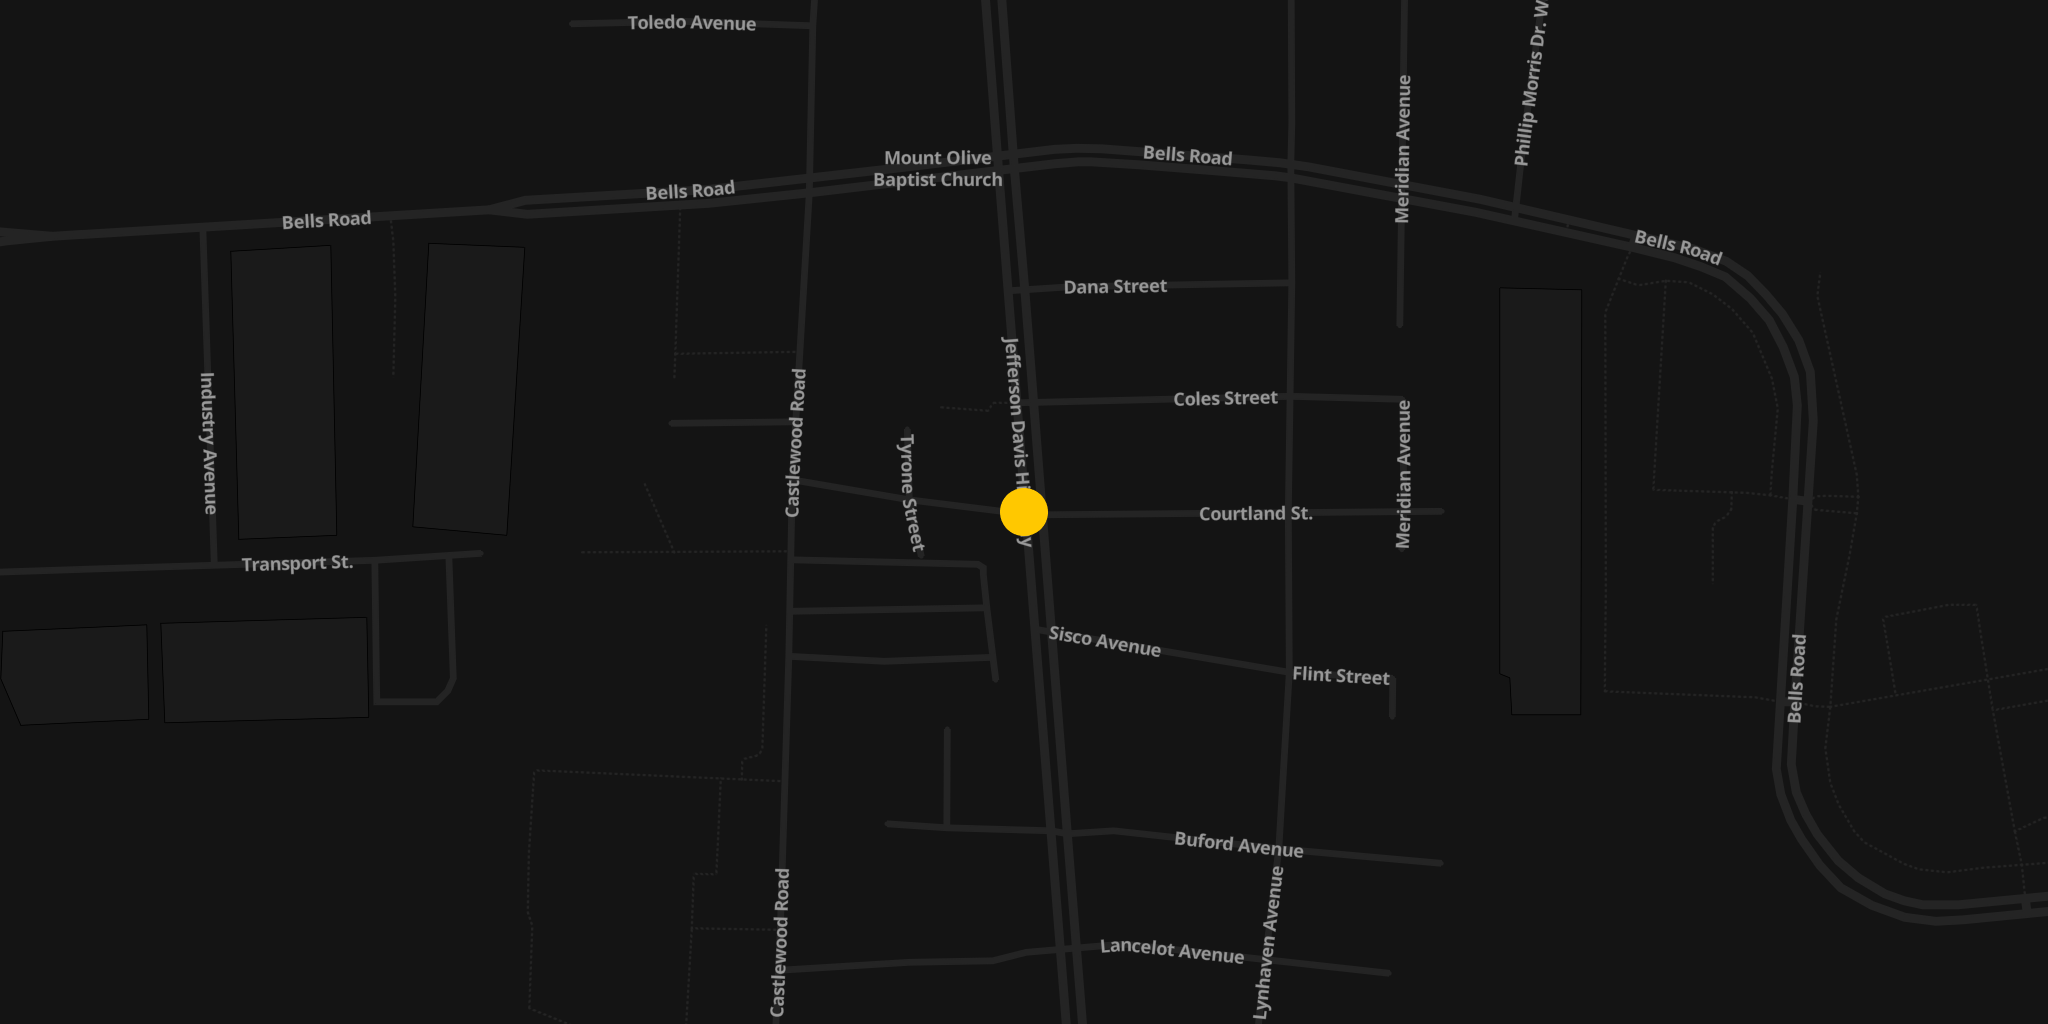 Toledo Avenue
Phillip Morris Dr. W
Meridian Avenue
Mount Olive
Baptist Church
Bells Road
Bells Road
Bells Road
Bells Road
Dana Street
Jefferson Davis Hi
y
Castlewood Road
Coles Street
Industry Avenue
Tyrone Street
Meridian Avenue
Courtland St.
Transport St.
Sisco Avenue
Flint Street
Bells Road
Buford Avenue
Castlewood Road
Lynhaven Avenue
Lancelot Avenue